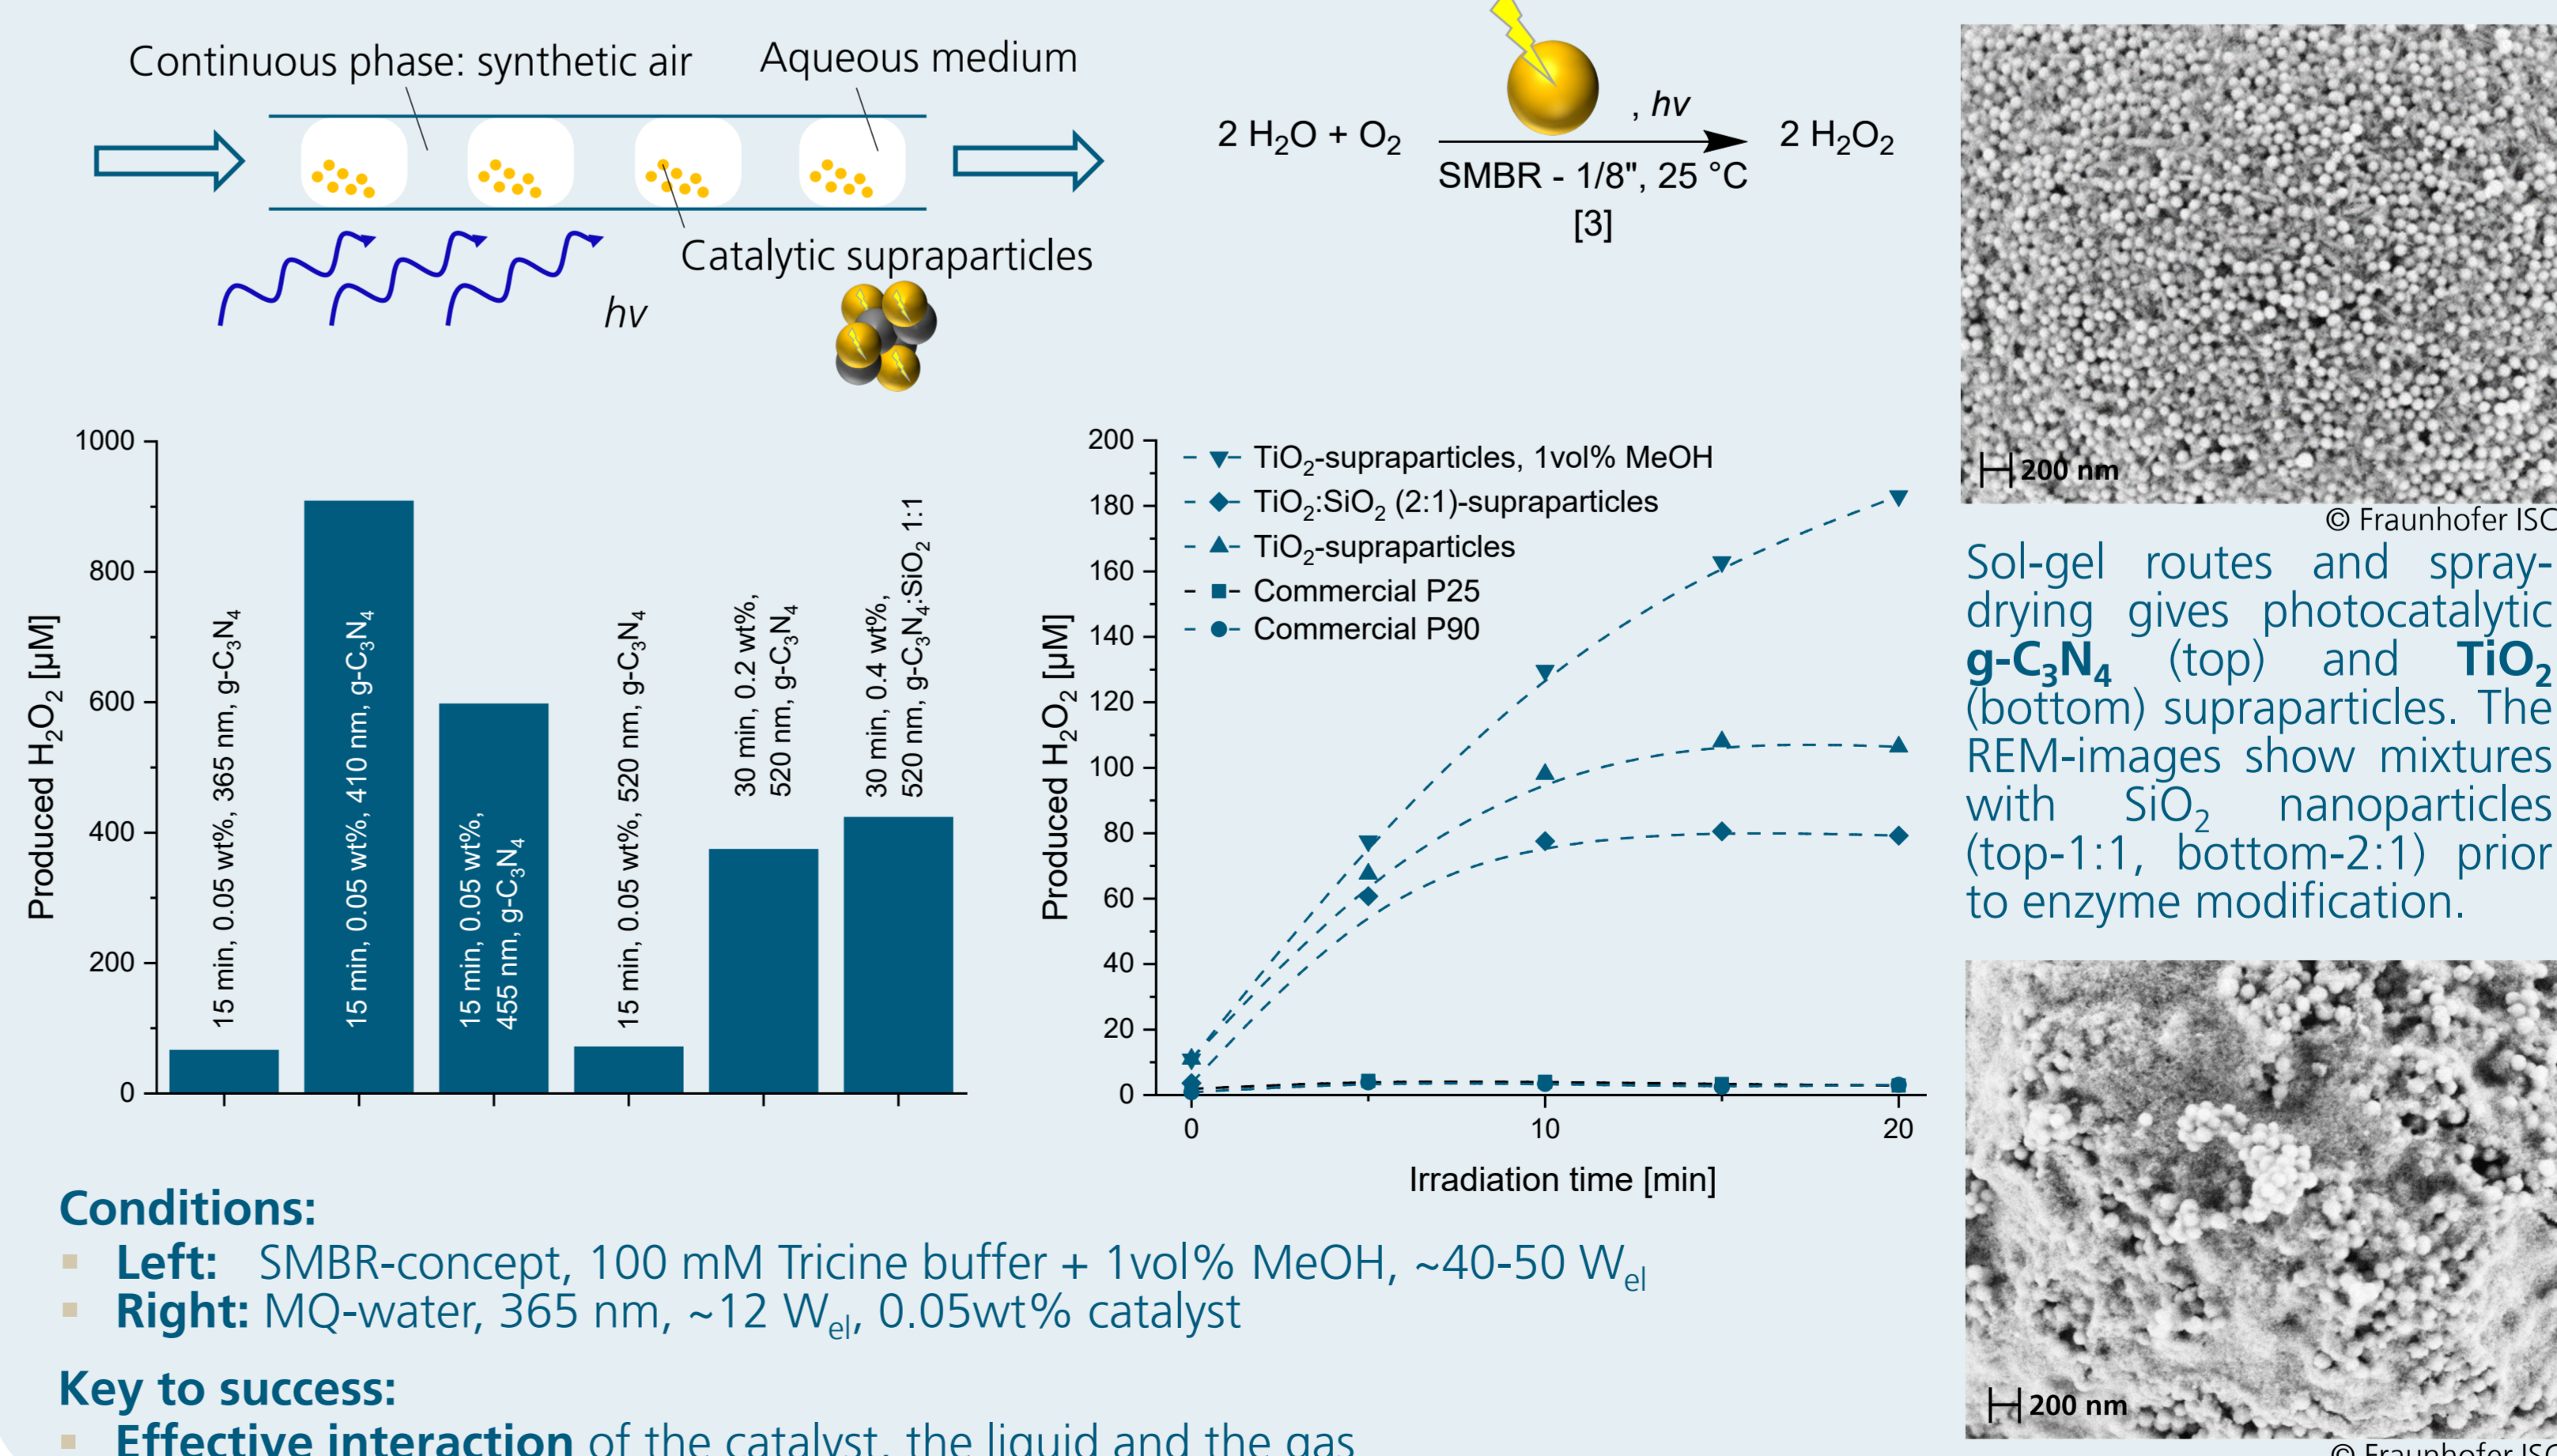 Continuous phase: synthetic air
Aqueous medium
Catalytic supraparticles
hν
2 H₂O + O₂
, hν
SMBR - 1/8", 25 °C
[3]
2 H₂O₂
200 nm
© Fraunhofer ISC
Produced H₂O₂ [µM]
1000
800
600
400
200
0
15 min, 0.05 wt%, 365 nm, g-C₃N₄
15 min, 0.05 wt%, 410 nm, g-C₃N₄
15 min, 0.05 wt%,
455 nm, g-C₃N₄
15 min, 0.05 wt%, 520 nm, g-C₃N₄
30 min, 0.2 wt%,
520 nm, g-C₃N₄
30 min, 0.4 wt%,
520 nm, g-C₃N₄:SiO₂ 1:1
Produced H₂O₂ [µM]
200
180
160
140
120
100
80
60
40
20
0
TiO₂-supraparticles, 1vol% MeOH
TiO₂:SiO₂ (2:1)-supraparticles
TiO₂-supraparticles
Commercial P25
Commercial P90
0
10
20
Irradiation time [min]
Sol-gel routes and spray-
drying gives photocatalytic
g-C₃N₄ (top) and TiO₂
(bottom) supraparticles. The
REM-images show mixtures
with SiO₂ nanoparticles
(top-1:1, bottom-2:1) prior
to enzyme modification.
200 nm
© Fraunhofer ISC
Conditions:
Left: SMBR-concept, 100 mM Tricine buffer + 1vol% MeOH, ~40-50 Wₑₗ
Right: MQ-water, 365 nm, ~12 Wₑₗ, 0.05wt% catalyst
Key to success:
Effective interaction of the catalyst, the liquid and the gas